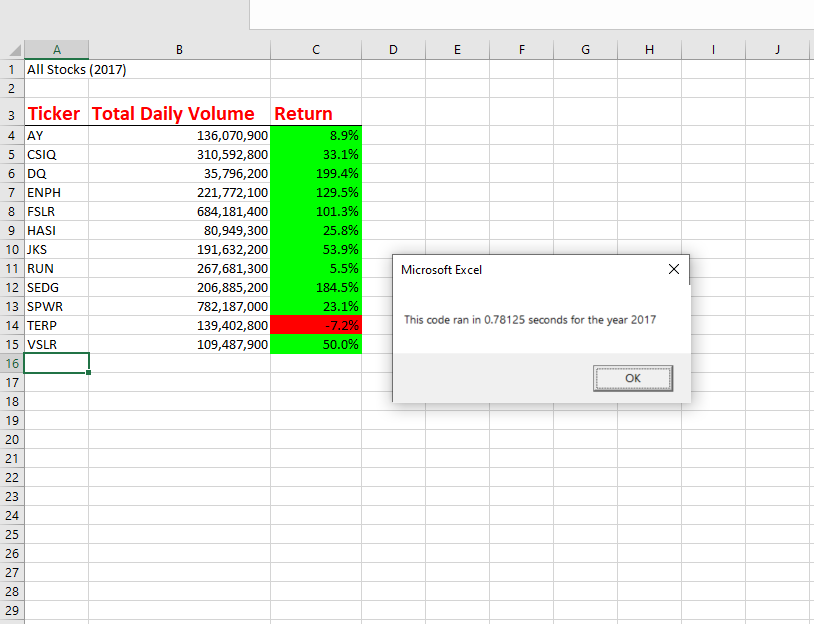 A B C D E F G H I J
1 All Stocks (2017)
2
3 Ticker Total Daily Volume Return
4 AY 136,070,900 8.9%
5 CSIQ 310,592,800 33.1%
6 DQ 35,796,200 199.4%
7 ENPH 221,772,100 129.5%
8 FSLR 684,181,400 101.3%
9 HASI 80,949,300 25.8%
10 JKS 191,632,200 53.9%
11 RUN 267,681,300 5.5%
12 SEDG 206,885,200 184.5%
13 SPWR 782,187,000 23.1%
14 TERP 139,402,800 -7.2%
15 VSLR 109,487,900 50.0%
16
17
18
19
20
21
22
23
24
25
26
27
28
29
Microsoft Excel
This code ran in 0.78125 seconds for the year 2017
OK